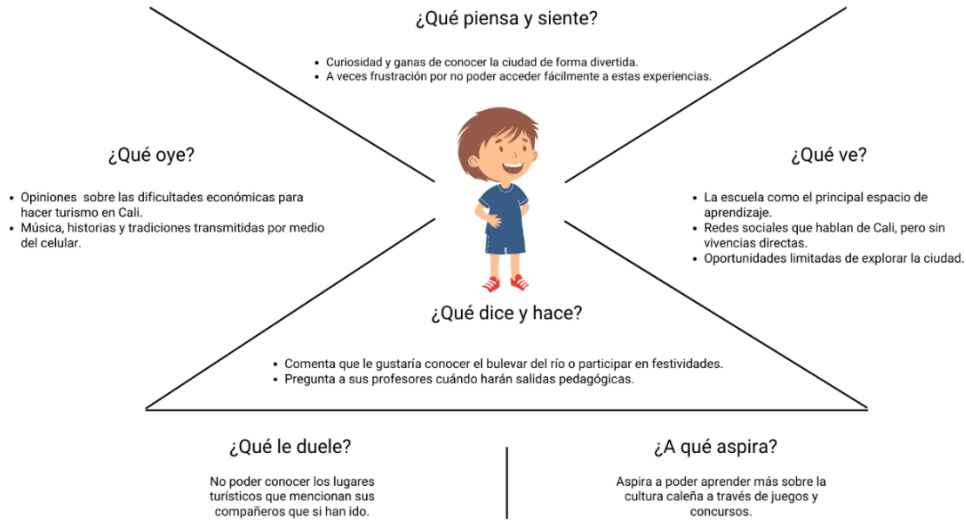 ¿Qué piensa y siente?
• Curiosidad y ganas de conocer la ciudad de forma divertida.
• A veces frustración por no poder acceder fácilmente a estas experiencias.
¿Qué oye?
• Opiniones sobre las dificultades económicas para
hacer turismo en Cali.
• Música, historias y tradiciones transmitidas por medio
del celular.
¿Qué ve?
• La escuela como el principal espacio de
aprendizaje.
• Redes sociales que hablan de Cali, pero sin
vivencias directas.
• Oportunidades limitadas de explorar la ciudad.
¿Qué dice y hace?
• Comenta que le gustaría conocer el bulevar del río o participar en festividades.
• Pregunta a sus profesores cuándo harán salidas pedagógicas.
¿Qué le duele?
No poder conocer los lugares
turísticos que mencionan sus
compañeros que si han ido.
¿A qué aspira?
Aspira a poder aprender más sobre la
cultura caleña a través de juegos y
concursos.